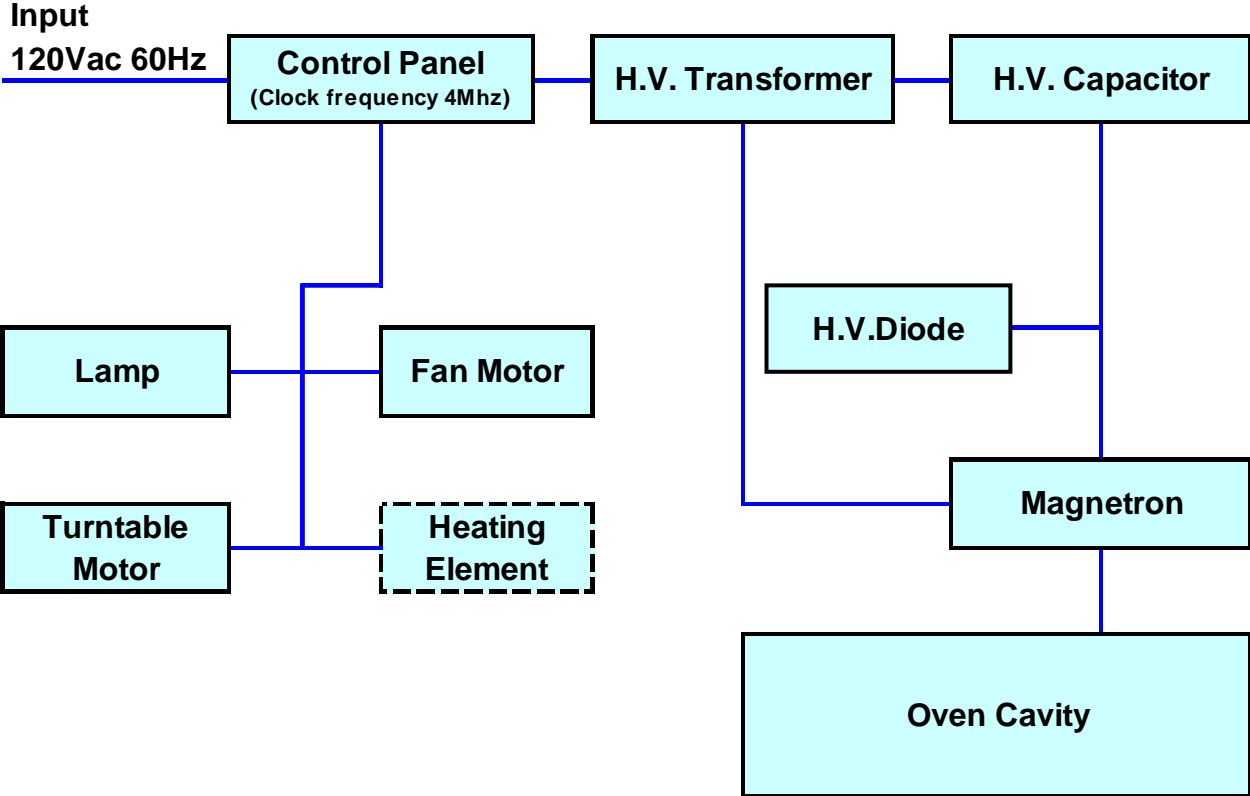 Input
120Vac 60Hz
Control Panel
(Clock frequency 4Mhz)
H.V. Transformer
H.V. Capacitor
H.V.Diode
Lamp
Fan Motor
Magnetron
Turntable
Motor
Heating
Element
Oven Cavity